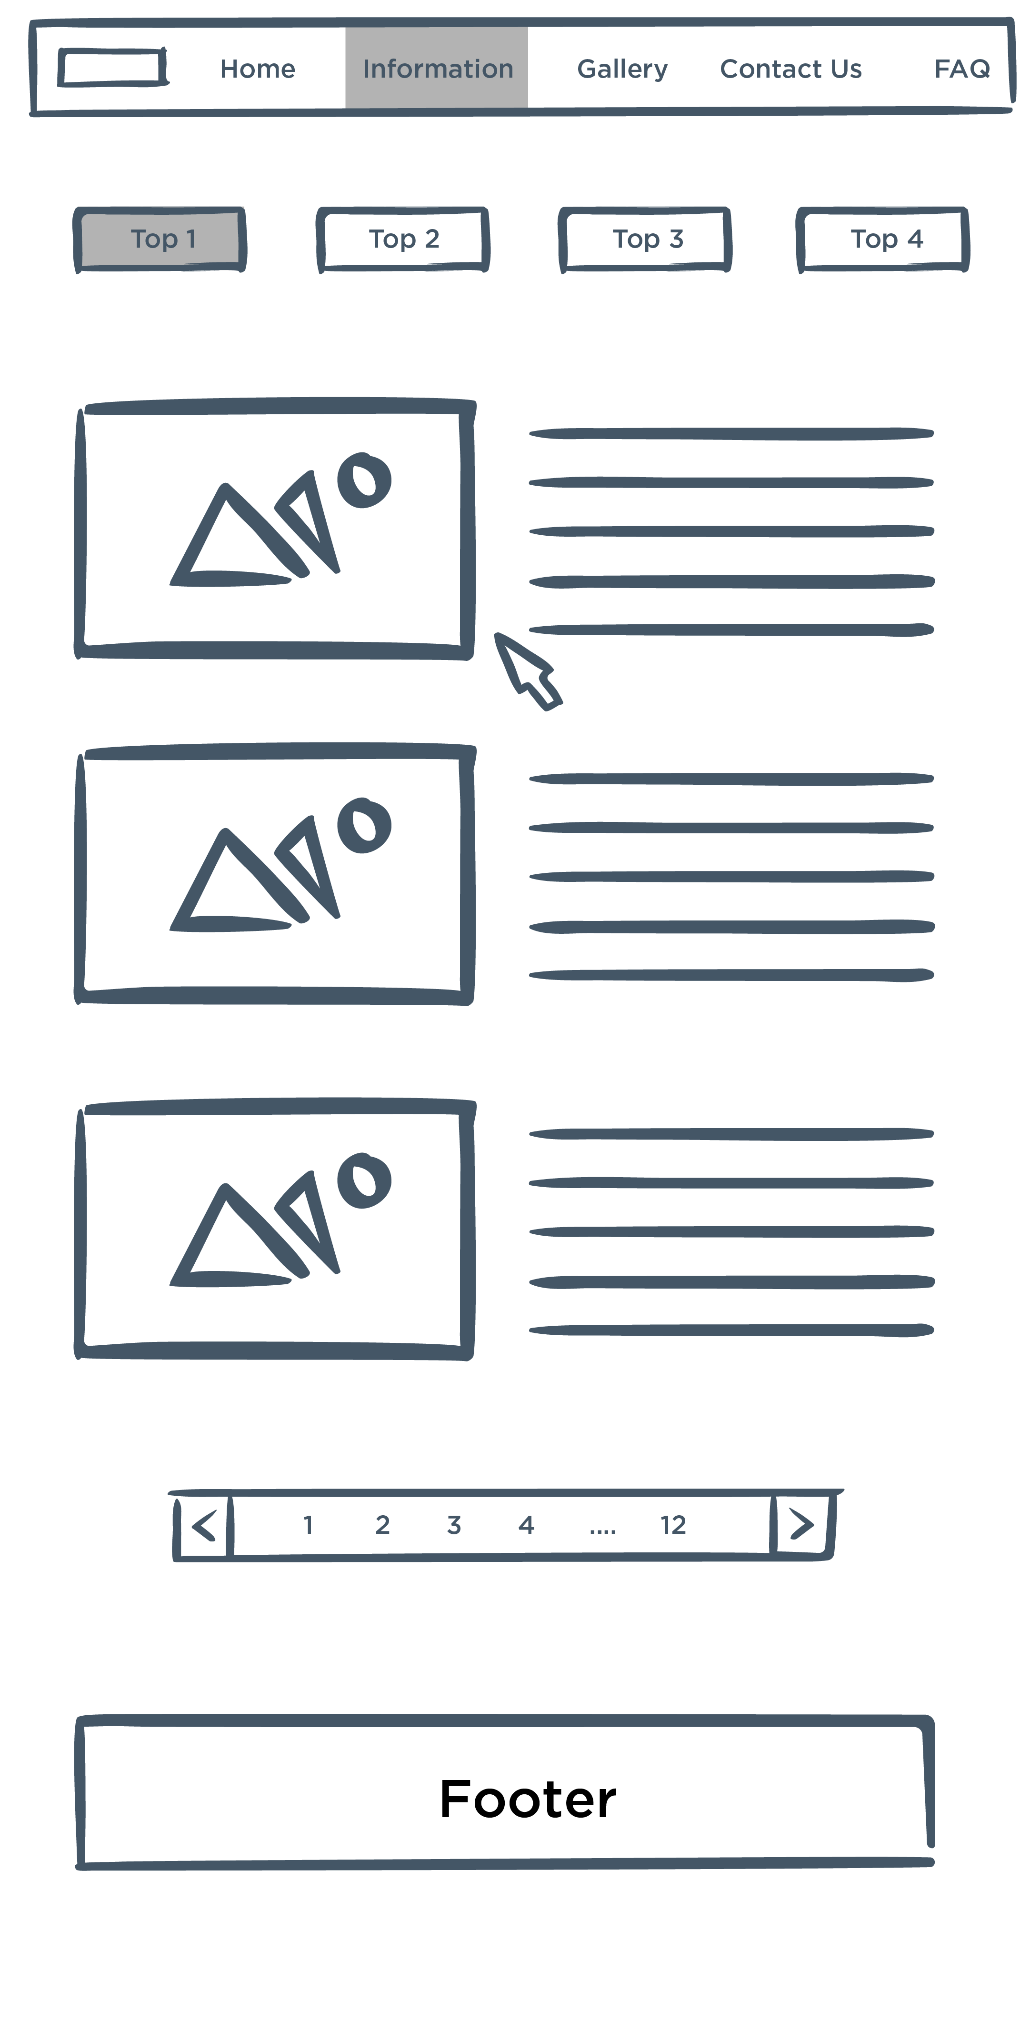 Home Information Gallery Contact Us FAQ
Top 1 Top 2 Top 3 Top 4
< 1 2 3 4 .... 12 >
Footer